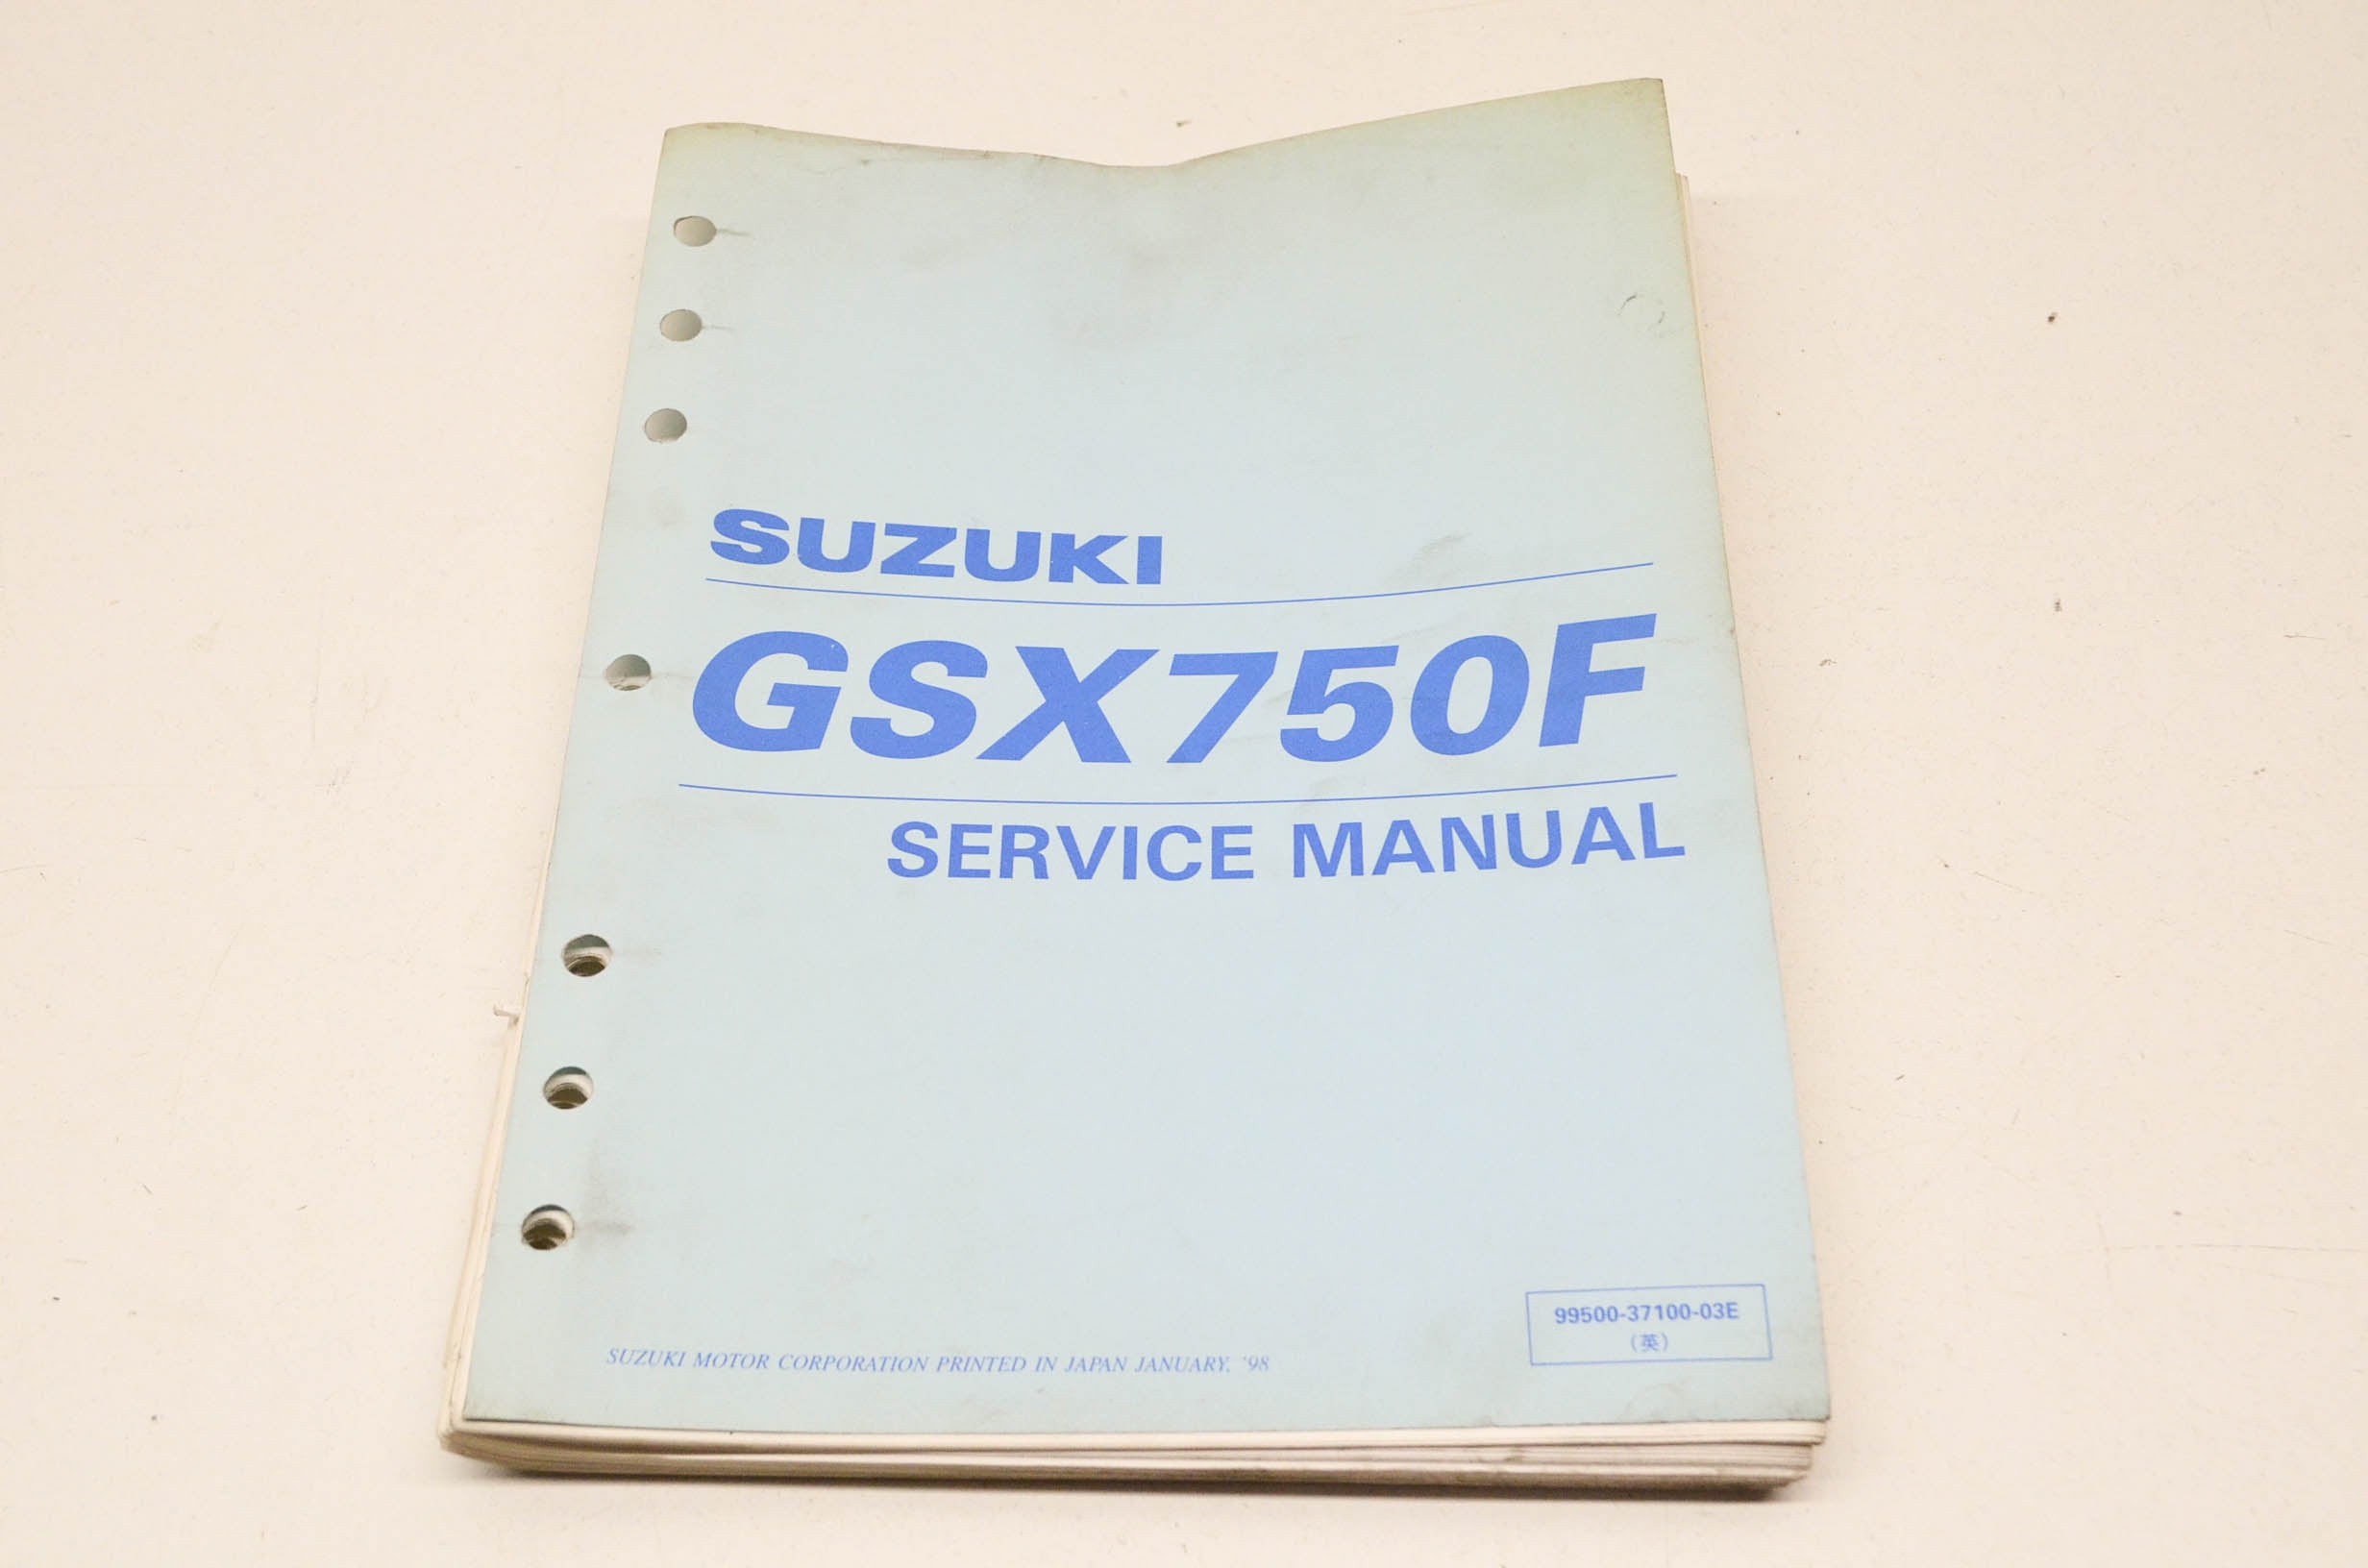 SUZUKI
GSX750F
SERVICE MANUAL
99500-37100-03E
(英)
SUZUKI MOTOR CORPORATION PRINTED IN JAPAN JANUARY, '98